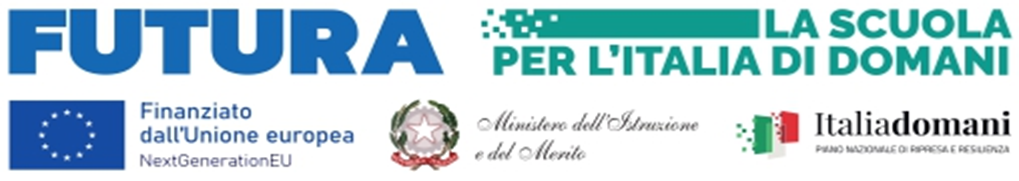 FUTURA
LA SCUOLA
PER L'ITALIA DI DOMANI
Finanziato
dall'Unione europea
NextGenerationEU
Ministero dell'Istruzione
e del Merito
Italiadomani
PIANO NAZIONALE DI RIPRESA E RESILIENZA